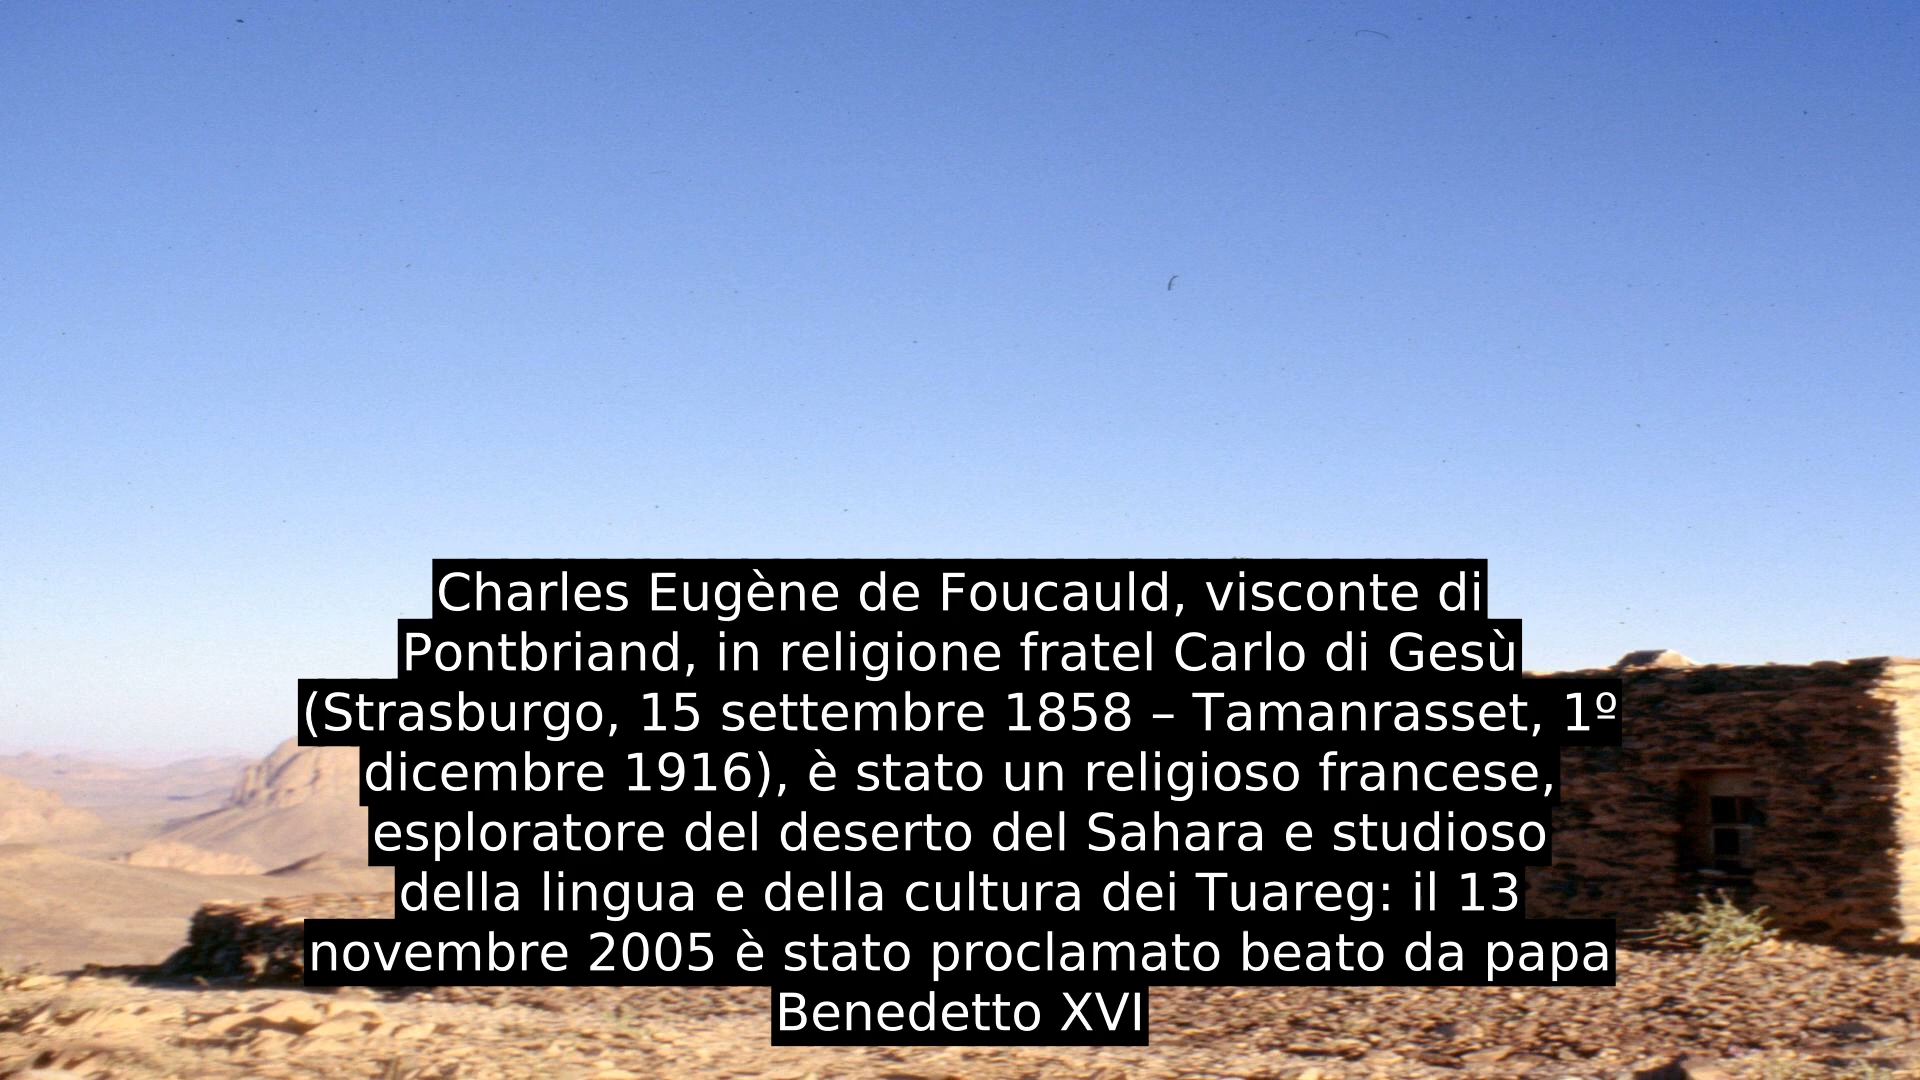 Charles Eugène de Foucauld, visconte di
Pontbriand, in religione fratel Carlo di Gesù
(Strasburgo, 15 settembre 1858 – Tamanrasset, 1º
dicembre 1916), è stato un religioso francese,
esploratore del deserto del Sahara e studioso
della lingua e della cultura dei Tuareg: il 13
novembre 2005 è stato proclamato beato da papa
Benedetto XVI